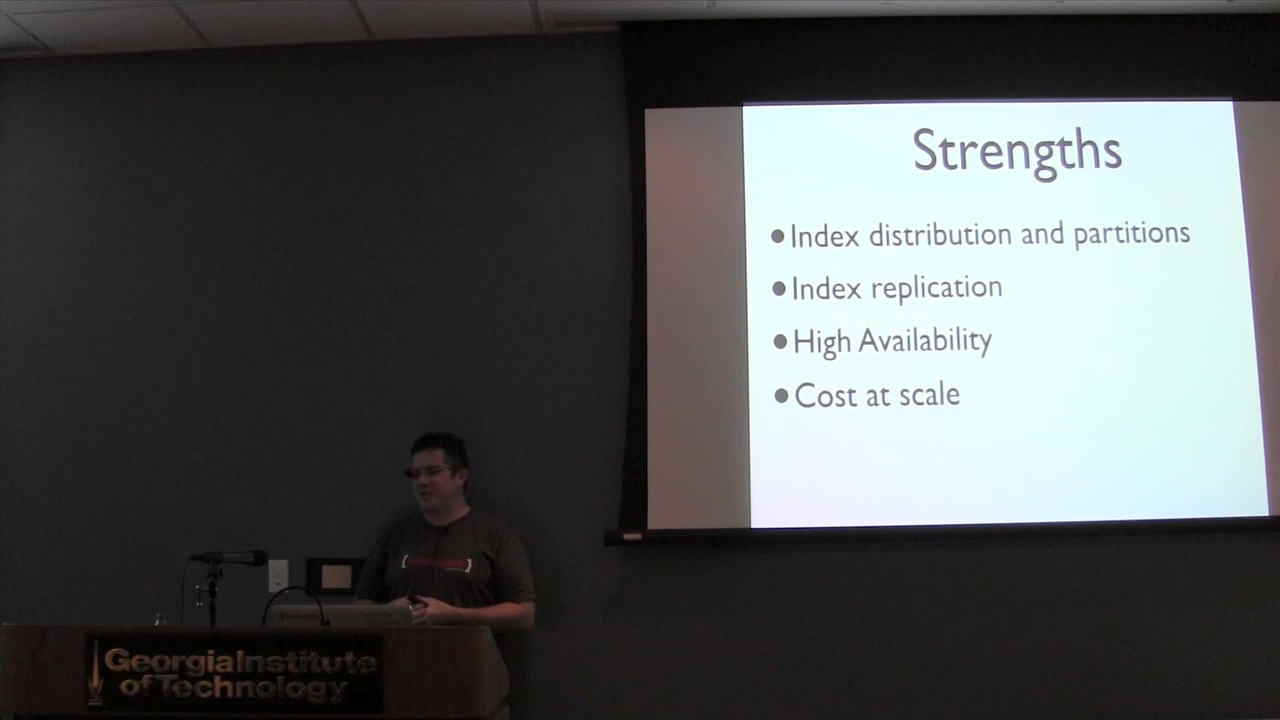 Strengths
• Index distribution and partitions
• Index replication
• High Availability
• Cost at scale
Georgia Institute
of Technology